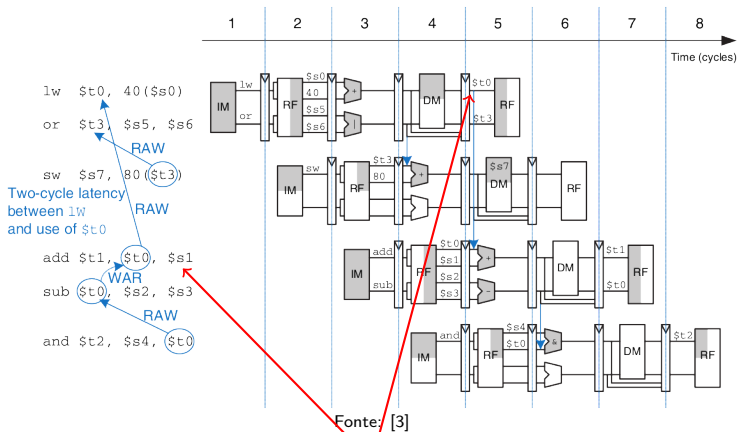 1 2 3 4 5 6 7 8
Time (cycles)
lw $t0, 40($s0)
or $t3, $s5, $s6
RAW
sw $s7, 80($t3)
Two-cycle latency
between lW
and use of $t0
RAW
add $t1, $t0, $s1
WAR
sub $t0, $s2, $s3
RAW
and $t2, $s4, $t0
IM lw or RF $s0 40 $s5 $s6 + | DM $t0 $t3 RF
IM sw RF $t3 80 + $s7 DM RF
IM add sub RF $t0 $s1 $s2 $s3 + - DM $t1 $t0 RF
IM and RF $s4 $t0 & DM $t2 RF
Fonte: [3]